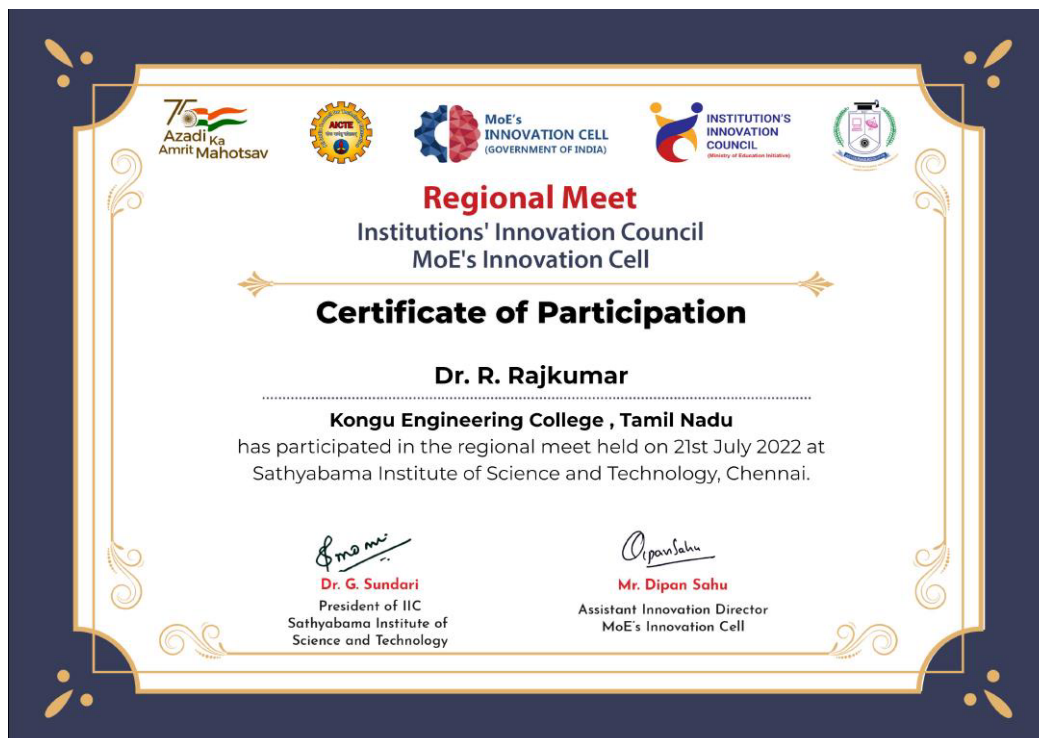 75
Azadi Ka
Amrit Mahotsav
AICTE
MoE's
INNOVATION CELL
(GOVERNMENT OF INDIA)
INSTITUTION'S
INNOVATION
COUNCIL
(Ministry of Education Initiative)
Regional Meet
Institutions' Innovation Council
MoE's Innovation Cell
Certificate of Participation
Dr. R. Rajkumar
Kongu Engineering College , Tamil Nadu
has participated in the regional meet held on 21st July 2022 at
Sathyabama Institute of Science and Technology, Chennai.
DipanSahu
Dr. G. Sundari
President of IIC
Sathyabama Institute of
Science and Technology
Mr. Dipan Sahu
Assistant Innovation Director
MoE's Innovation Cell